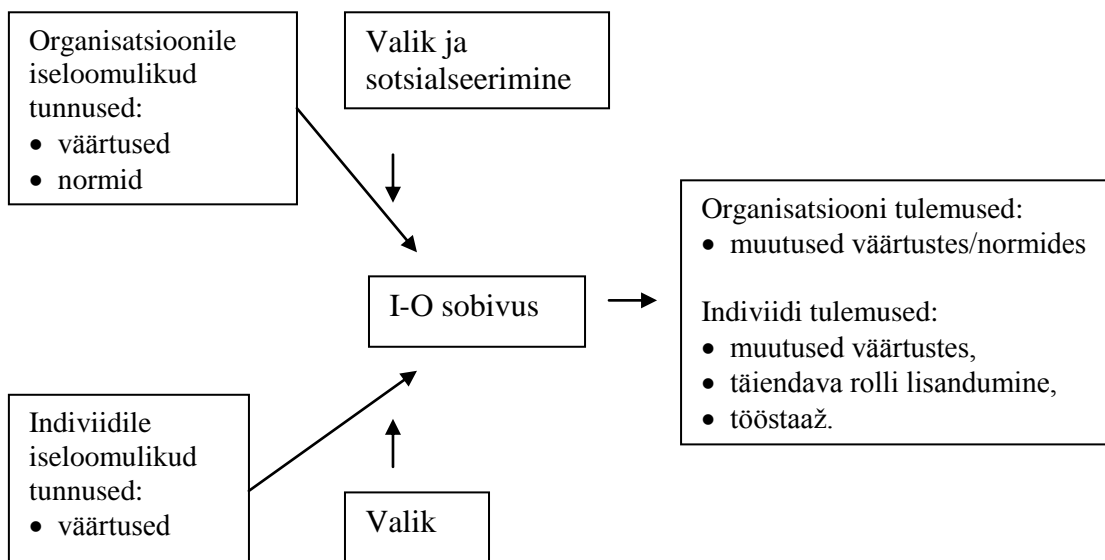 Organisatsioonile
iseloomulikud
tunnused:
• väärtused
• normid
Valik ja
sotsialseerimine
I-O sobivus
Organisatsiooni tulemused:
• muutused väärtustes/normides
Indiviidi tulemused:
• muutused väärtustes,
• täiendava rolli lisandumine,
• tööstaaž.
Indiviidile
iseloomulikud
tunnused:
• väärtused
Valik